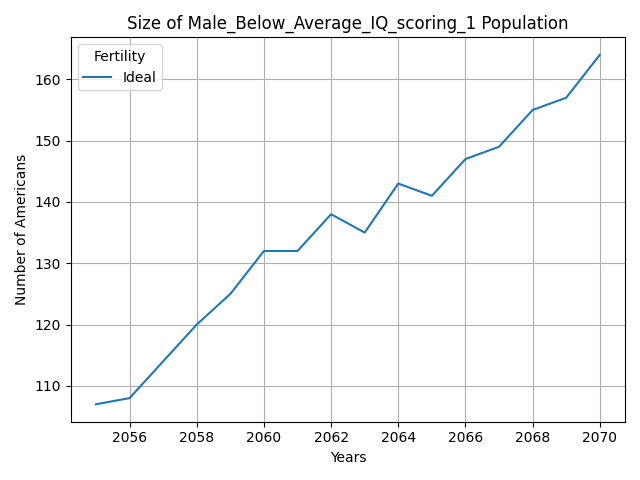 Size of Male_Below_Average_IQ_scoring_1 Population
Fertility
Ideal
Number of Americans
160
150
140
130
120
110
2056 2058 2060 2062 2064 2066 2068 2070
Years